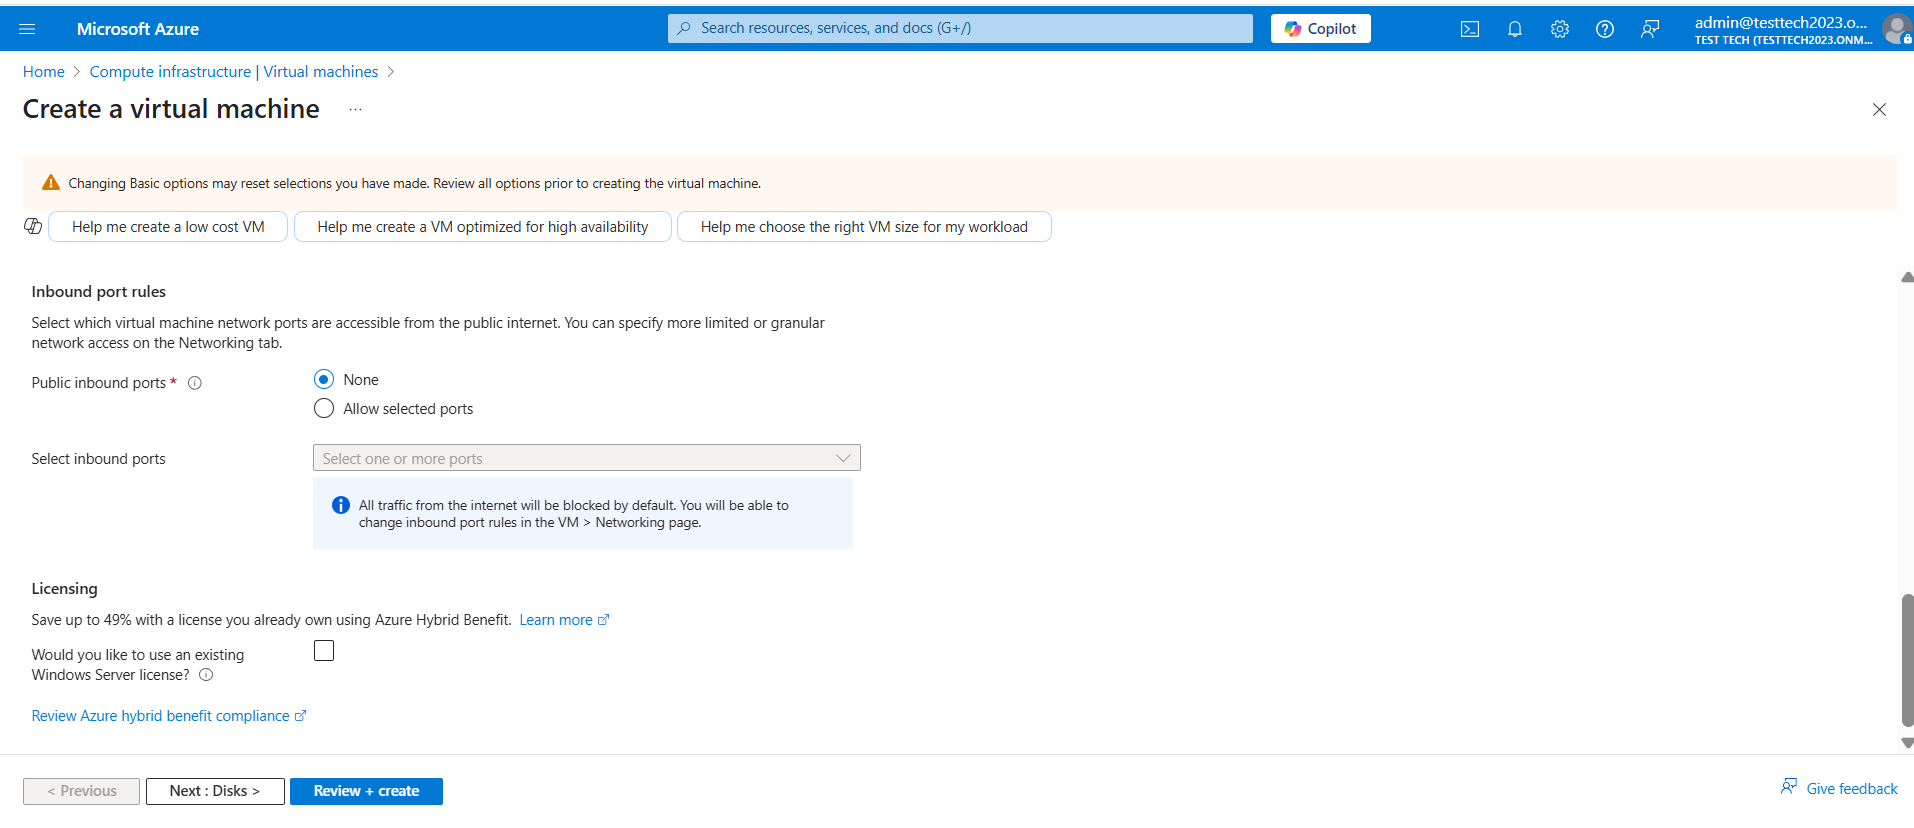 Microsoft Azure
Search resources, services, and docs (G+/)
Copilot
admin@testtech2023.o...
TEST TECH (TESTTECH2023.ONM...
Home > Compute infrastructure | Virtual machines >
Create a virtual machine ...
Changing Basic options may reset selections you have made. Review all options prior to creating the virtual machine.
Help me create a low cost VM
Help me create a VM optimized for high availability
Help me choose the right VM size for my workload
Inbound port rules
Select which virtual machine network ports are accessible from the public internet. You can specify more limited or granular
network access on the Networking tab.
Public inbound ports *
None
Allow selected ports
Select inbound ports
Select one or more ports
All traffic from the internet will be blocked by default. You will be able to
change inbound port rules in the VM > Networking page.
Licensing
Save up to 49% with a license you already own using Azure Hybrid Benefit. Learn more
Would you like to use an existing
Windows Server license?
Review Azure hybrid benefit compliance
< Previous
Next : Disks >
Review + create
Give feedback